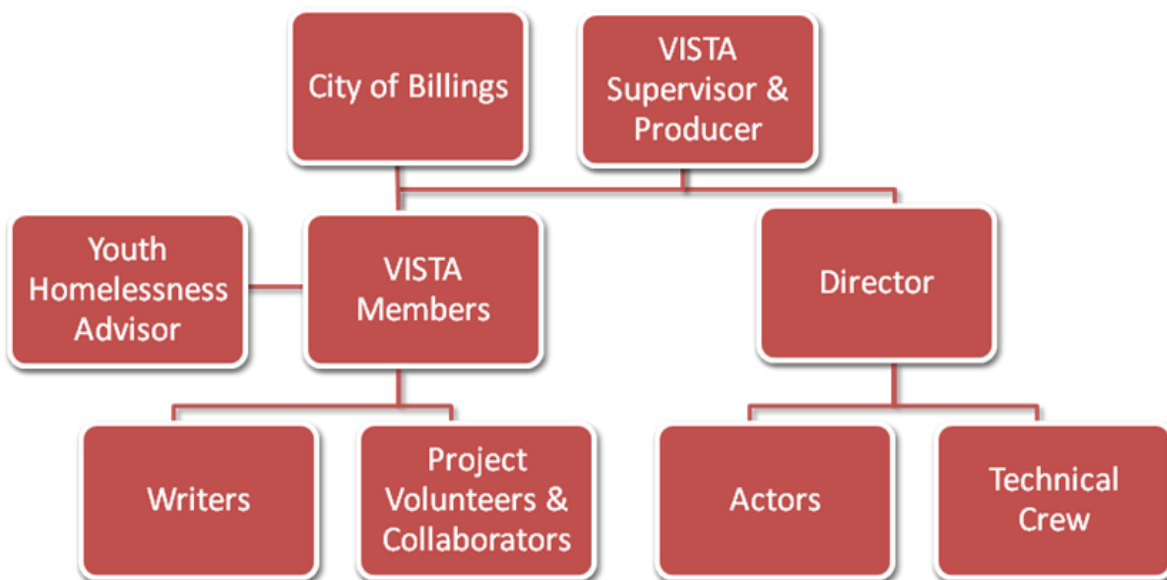 City of Billings
VISTA
Supervisor &
Producer
Youth
Homelessness
Advisor
VISTA
Members
Director
Writers
Project
Volunteers &
Collaborators
Actors
Technical
Crew